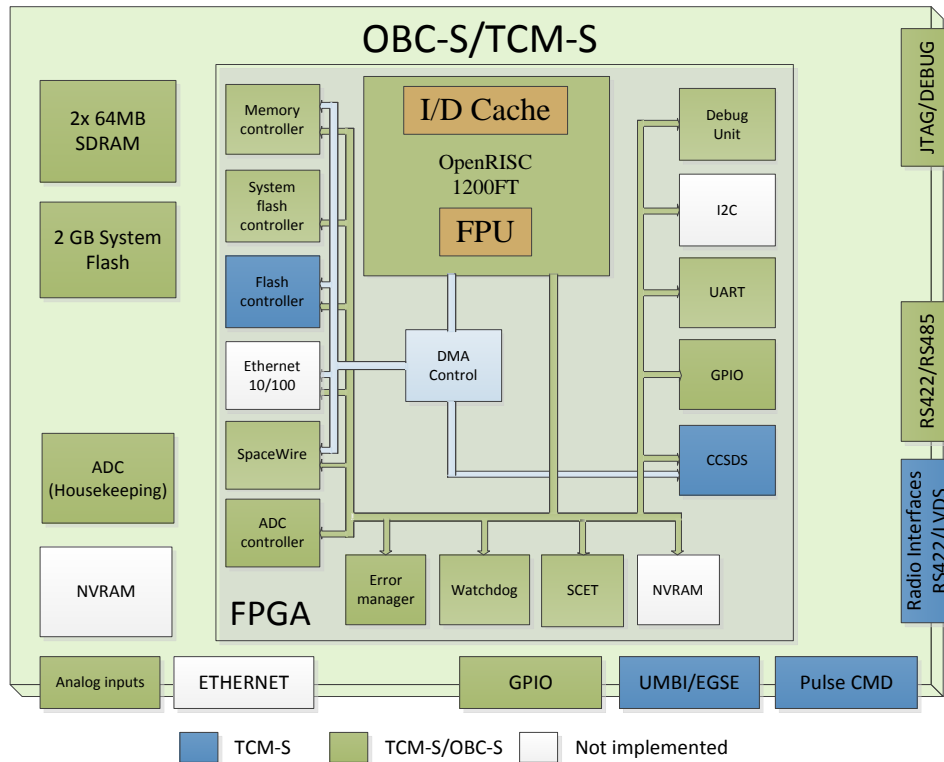 OBC-S/TCM-S
2x 64MB
SDRAM
2 GB System
Flash
ADC
(Housekeeping)
NVRAM
Memory
controller
System
flash
controller
Flash
controller
Ethernet
10/100
SpaceWire
ADC
controller
FPGA
I/D Cache
OpenRISC
1200FT
FPU
DMA
Control
Debug
Unit
I2C
UART
GPIO
CCSDS
Error
manager
Watchdog
SCET
NVRAM
JTAG/DEBUG
RS422/RS485
Radio Interfaces
RS422/LVDS
Analog inputs
ETHERNET
GPIO
UMBI/EGSE
Pulse CMD
TCM-S
TCM-S/OBC-S
Not implemented